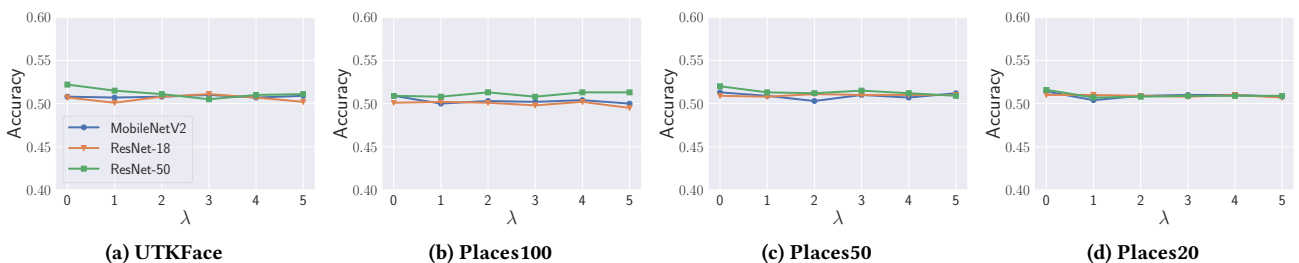 0.60
0.55
0.50
0.45
0.40
Accuracy
MobileNetV2
ResNet-18
ResNet-50
0 1 2 3 4 5
λ
(a) UTKFace
0.60
0.55
0.50
0.45
0.40
Accuracy
0 1 2 3 4 5
λ
(b) Places100
0.60
0.55
0.50
0.45
0.40
Accuracy
0 1 2 3 4 5
λ
(c) Places50
0.60
0.55
0.50
0.45
0.40
Accuracy
0 1 2 3 4 5
λ
(d) Places20